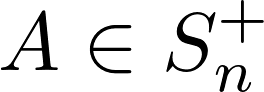 A ∈ S_n^+